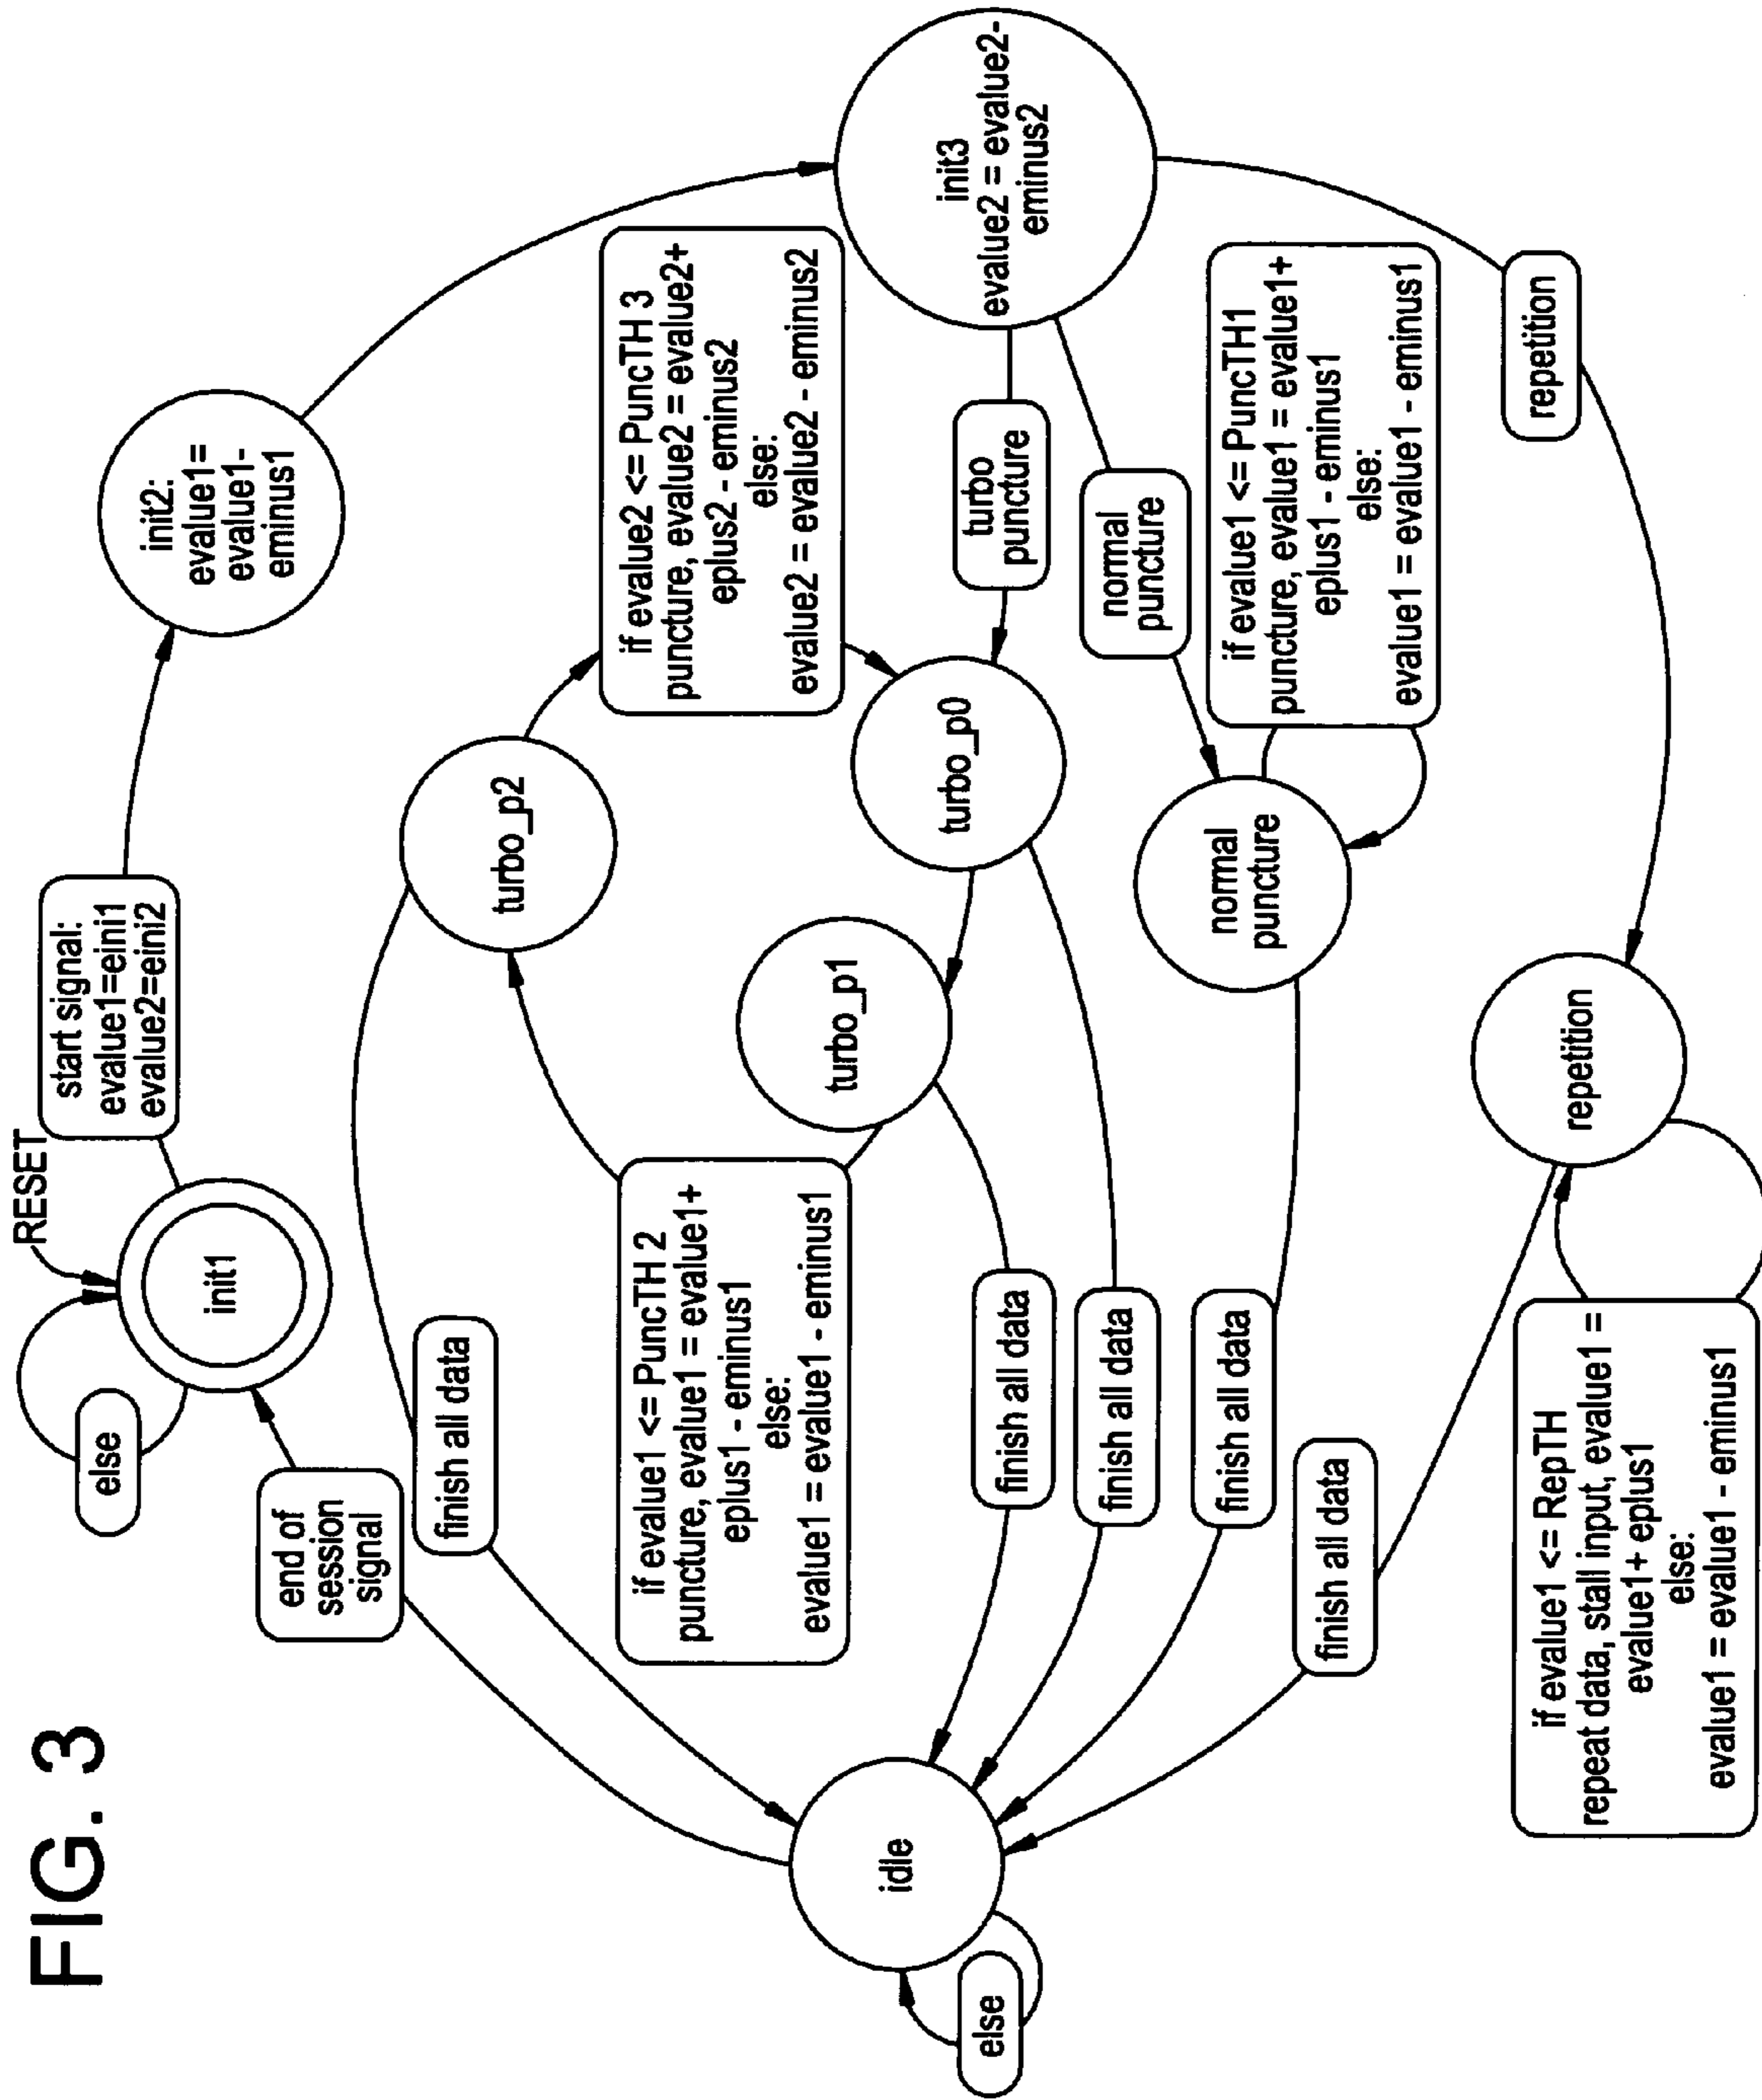 FIG. 3
RESET
else
init1
start signal:
evalue1=eini1
evalue2=eini2
init2:
evalue1=
evalue1-
eminus1
end of
session
signal
finish all data
turbo_p2
if evalue2 <= PuncTH 3
puncture, evalue2 = evalue2+
eplus2 - eminus2
else:
evalue2 = evalue2 - eminus2
init3
evalue2 = evalue2-
eminus2
if evalue1 <= PuncTH 2
puncture, evalue1 = evalue1+
eplus1 - eminus1
else:
evalue1 = evalue1 - eminus1
turbo_p1
turbo_p0
turbo
puncture
idle
else
finish all data
finish all data
finish all data
finish all data
normal
puncture
normal
puncture
if evalue1 <= PuncTH1
puncture, evalue1 = evalue1+
eplus1 - eminus1
else:
evalue1 = evalue1 - eminus1
repetition
repetition
if evalue1 <= RepTH
repeat data, stall input, evalue1 =
evalue1+ eplus1
else:
evalue1 = evalue1 - eminus1